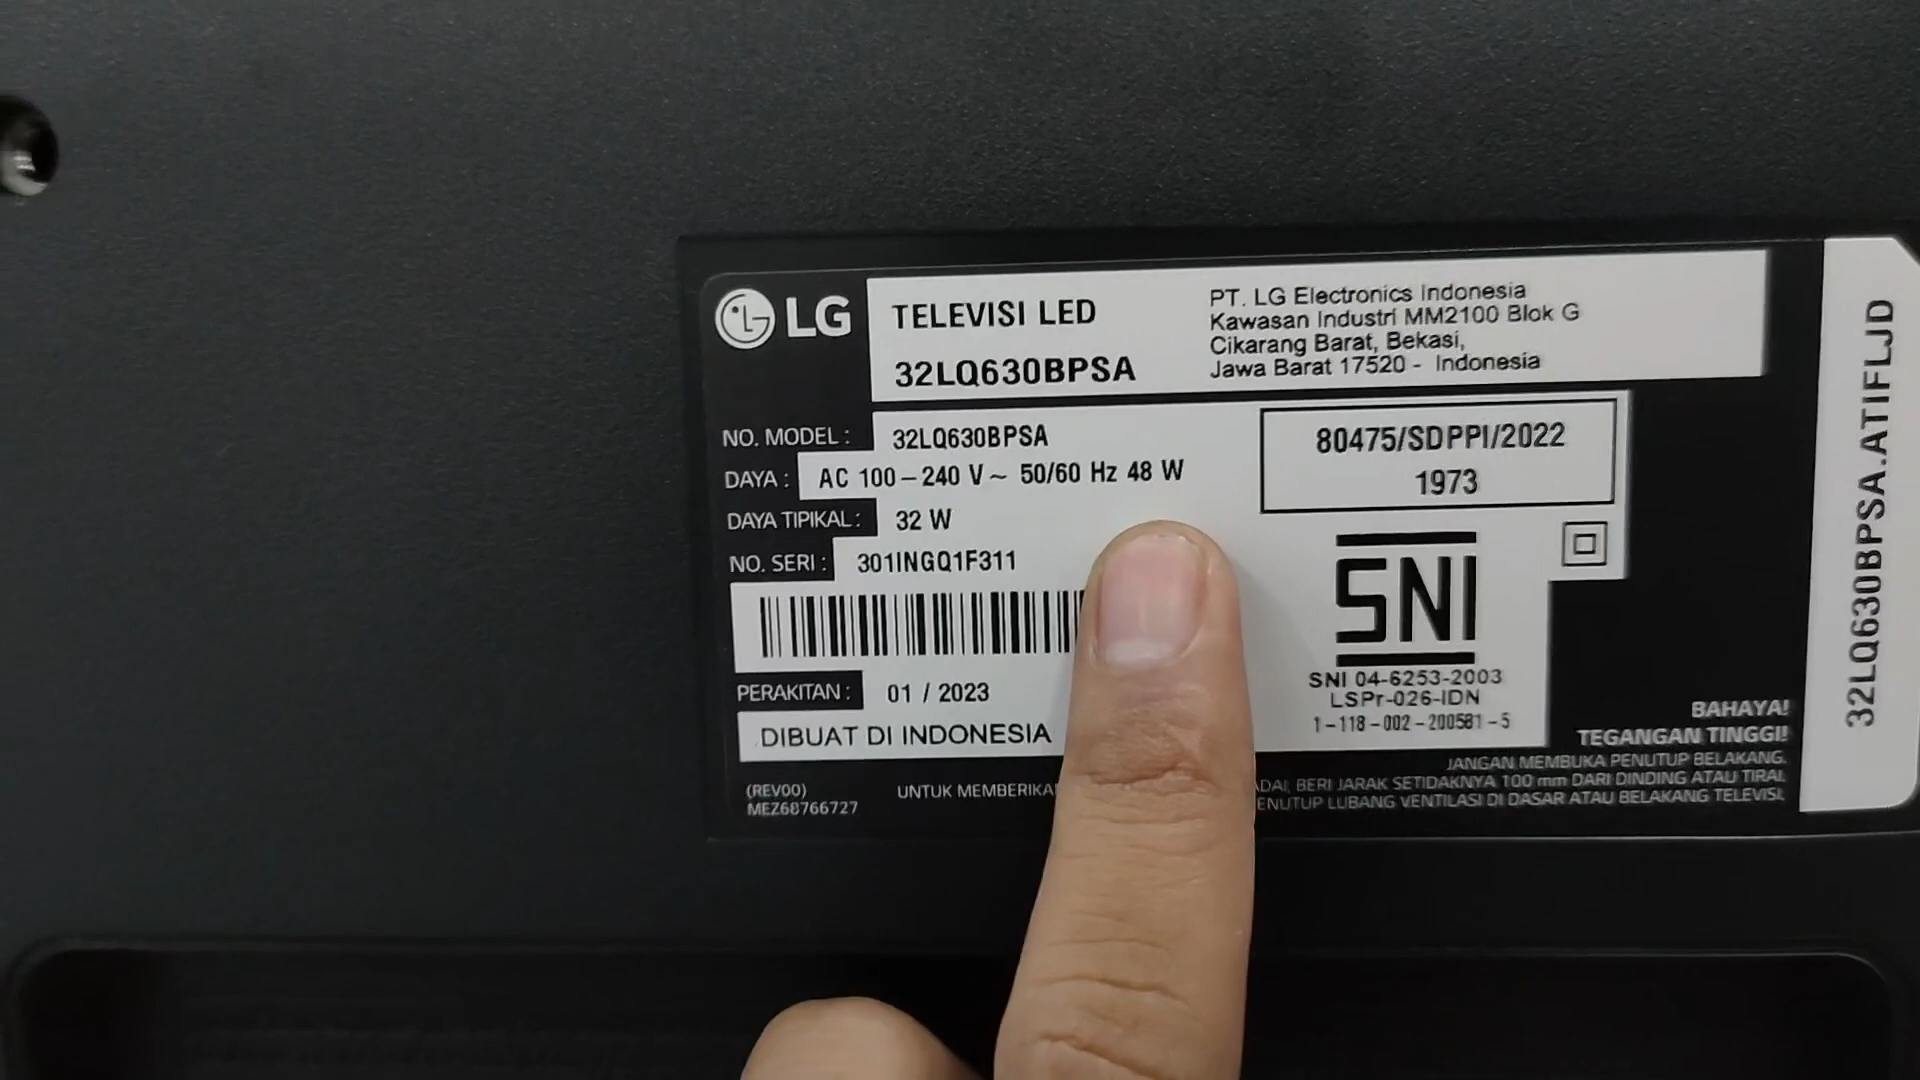 LG
TELEVISI LED
32LQ630BPSA
PT. LG Electronics Indonesia
Kawasan Industri MM2100 Blok G
Cikarang Barat, Bekasi,
Jawa Barat 17520 - Indonesia
NO. MODEL : 32LQ630BPSA
DAYA : AC 100-240 V~ 50/60 Hz 48 W
DAYA TIPIKAL : 32 W
NO. SERI : 301INGQ1F311
PERAKITAN : 01 / 2023
DIBUAT DI INDONESIA
(REV00)
MEZ68766727
80475/SDPPI/2022
1973
SNI
SNI 04-6253-2003
LSPr-026-IDN
1-118-002-200581-5
BAHAYA!
TEGANGAN TINGGI!
JANGAN MEMBUKA PENUTUP BELAKANG.
UNTUK BERI JARAK SETIDAKNYA 100 mm DARI DINDING ATAU TIRAI.
LUBANG VENTILASI DI DASAR ATAU BELAKANG TELEVISI.
32LQ630BPSA.ATIFLJD